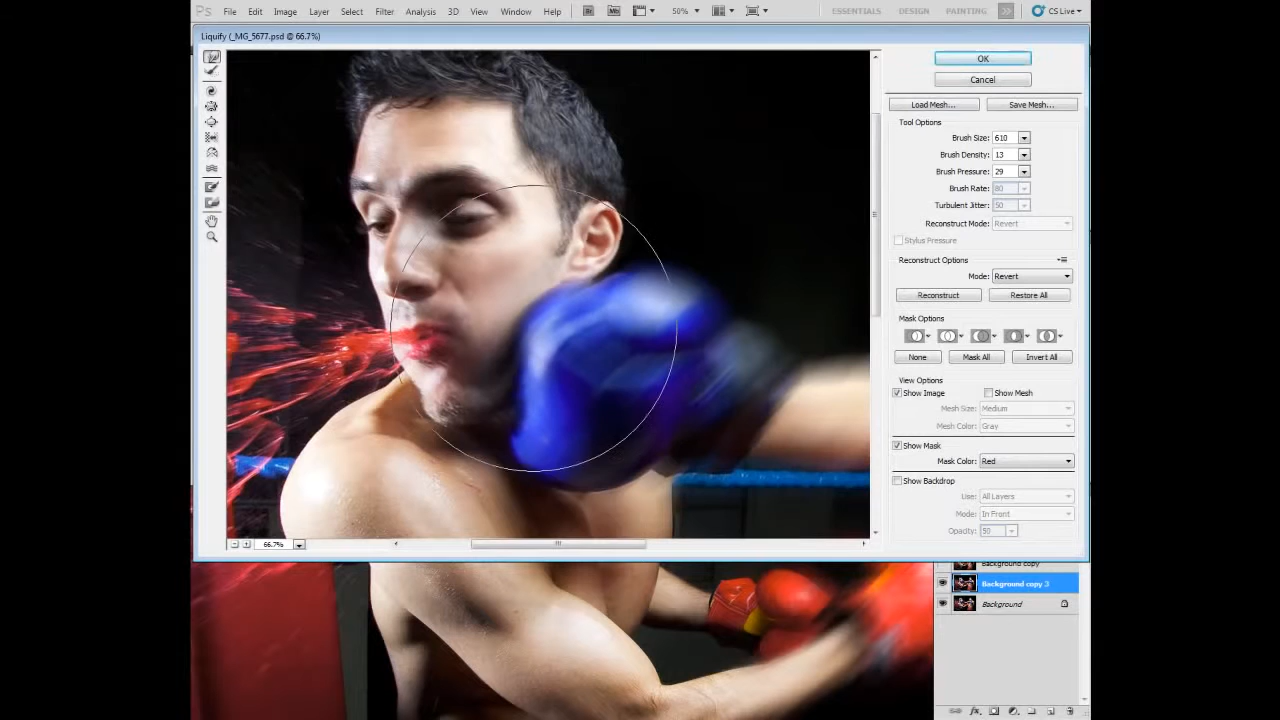 Ps File Edit Image Layer Select Filter Analysis 3D View Window Help Br Mb 50% ESSENTIALS DESIGN PAINTING >> CS Live
Liquify (_MG_5677.psd @ 66.7%)
OK
Cancel
Load Mesh... Save Mesh...
Tool Options
Brush Size: 610
Brush Density: 13
Brush Pressure: 29
Brush Rate: 80
Turbulent Jitter: 50
Reconstruct Mode: Revert
Stylus Pressure
Reconstruct Options
Mode: Revert
Reconstruct Restore All
Mask Options
None Mask All Invert All
View Options
Show Image Show Mesh
Mesh Size: Medium
Mesh Color: Gray
Show Mask
Mask Color: Red
Show Backdrop
Use: All Layers
Mode: In Front
Opacity: 50
66.7%
Background copy
Background copy 3
Background